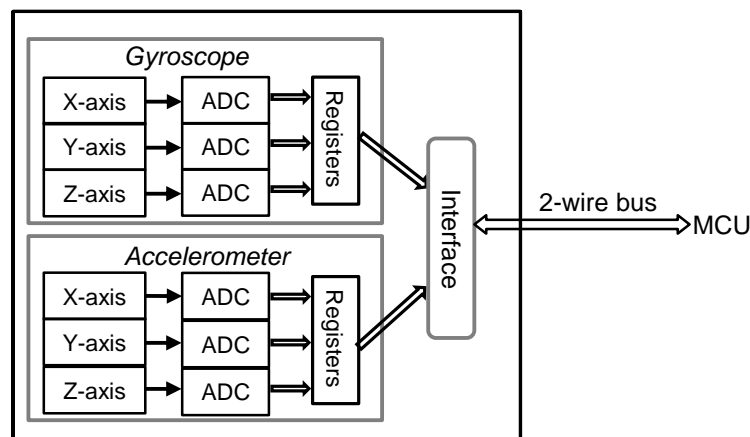 Gyroscope
X-axis
ADC
Y-axis
ADC
Z-axis
ADC
Registers
Accelerometer
X-axis
ADC
Y-axis
ADC
Z-axis
ADC
Registers
Interface
2-wire bus
MCU